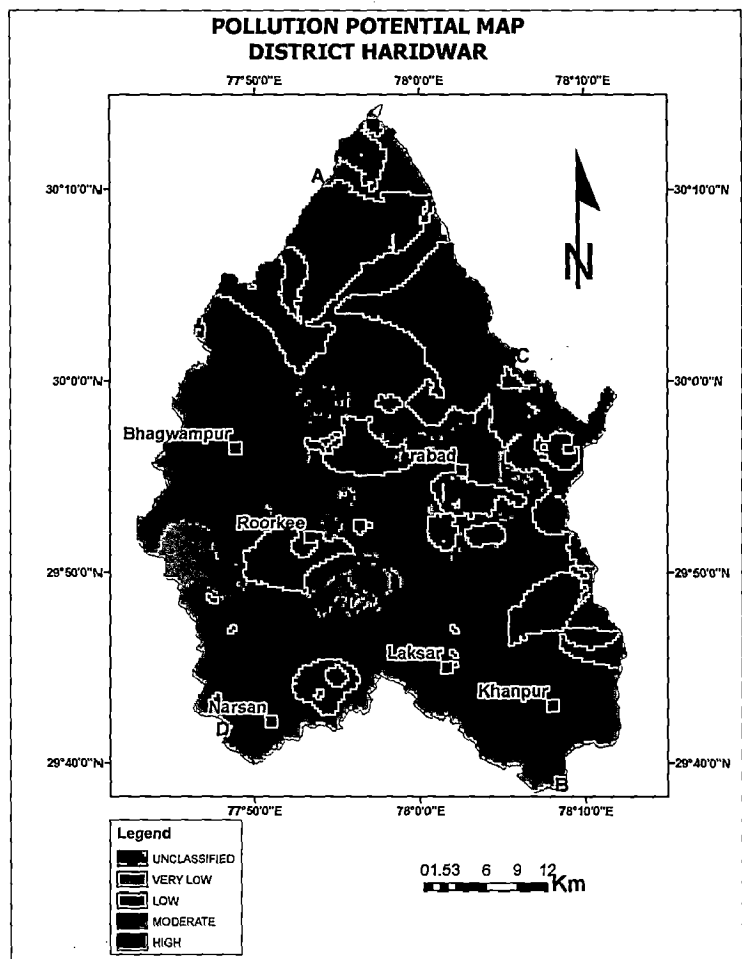 POLLUTION POTENTIAL MAP
DISTRICT HARIDWAR
77°50'0"E 78°0'0"E 78°10'0"E
30°10'0"N 30°10'0"N
A
N
C
30°0'0"N 30°0'0"N
Bhagwampur
rabad
Roorkee
29°50'0"N 29°50'0"N
Laksar
Khanpur
Narsan
D
29°40'0"N 29°40'0"N
B
77°50'0"E 78°0'0"E 78°10'0"E
Legend
UNCLASSIFIED
VERY LOW
LOW
MODERATE
HIGH
01.53 6 9 12
Km